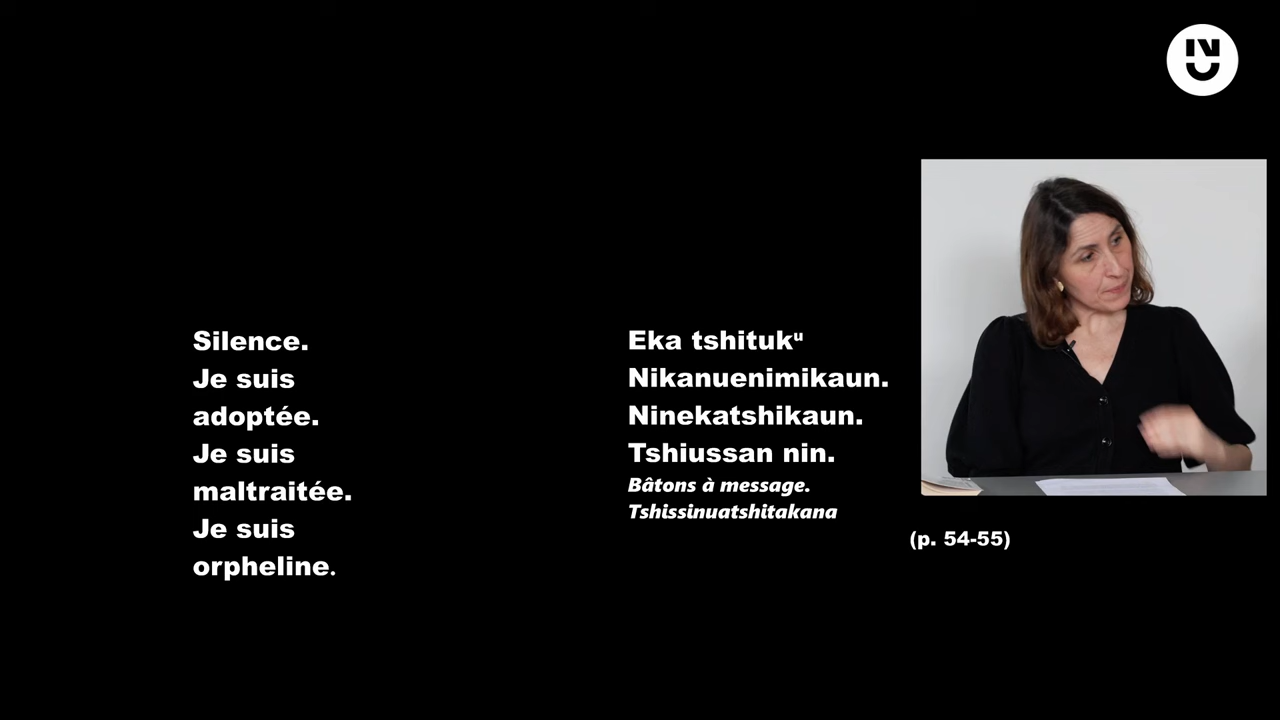 INU
Silence.
Je suis
adoptée.
Je suis
maltraitée.
Je suis
orpheline.
Eka tshitukᵘ
Nikanuenimikaun.
Ninekatshikaun.
Tshiussan nin.
Bâtons à message.
Tshissinuatshitakana
(p. 54-55)